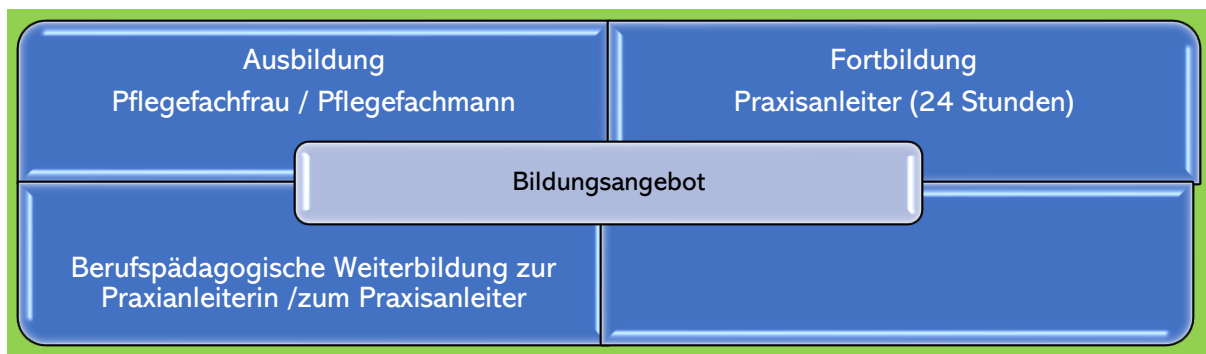 Ausbildung
Pflegefachfrau / Pflegefachmann
Fortbildung
Praxisanleiter (24 Stunden)
Bildungsangebot
Berufspädagogische Weiterbildung zur
Praxianleiterin /zum Praxisanleiter